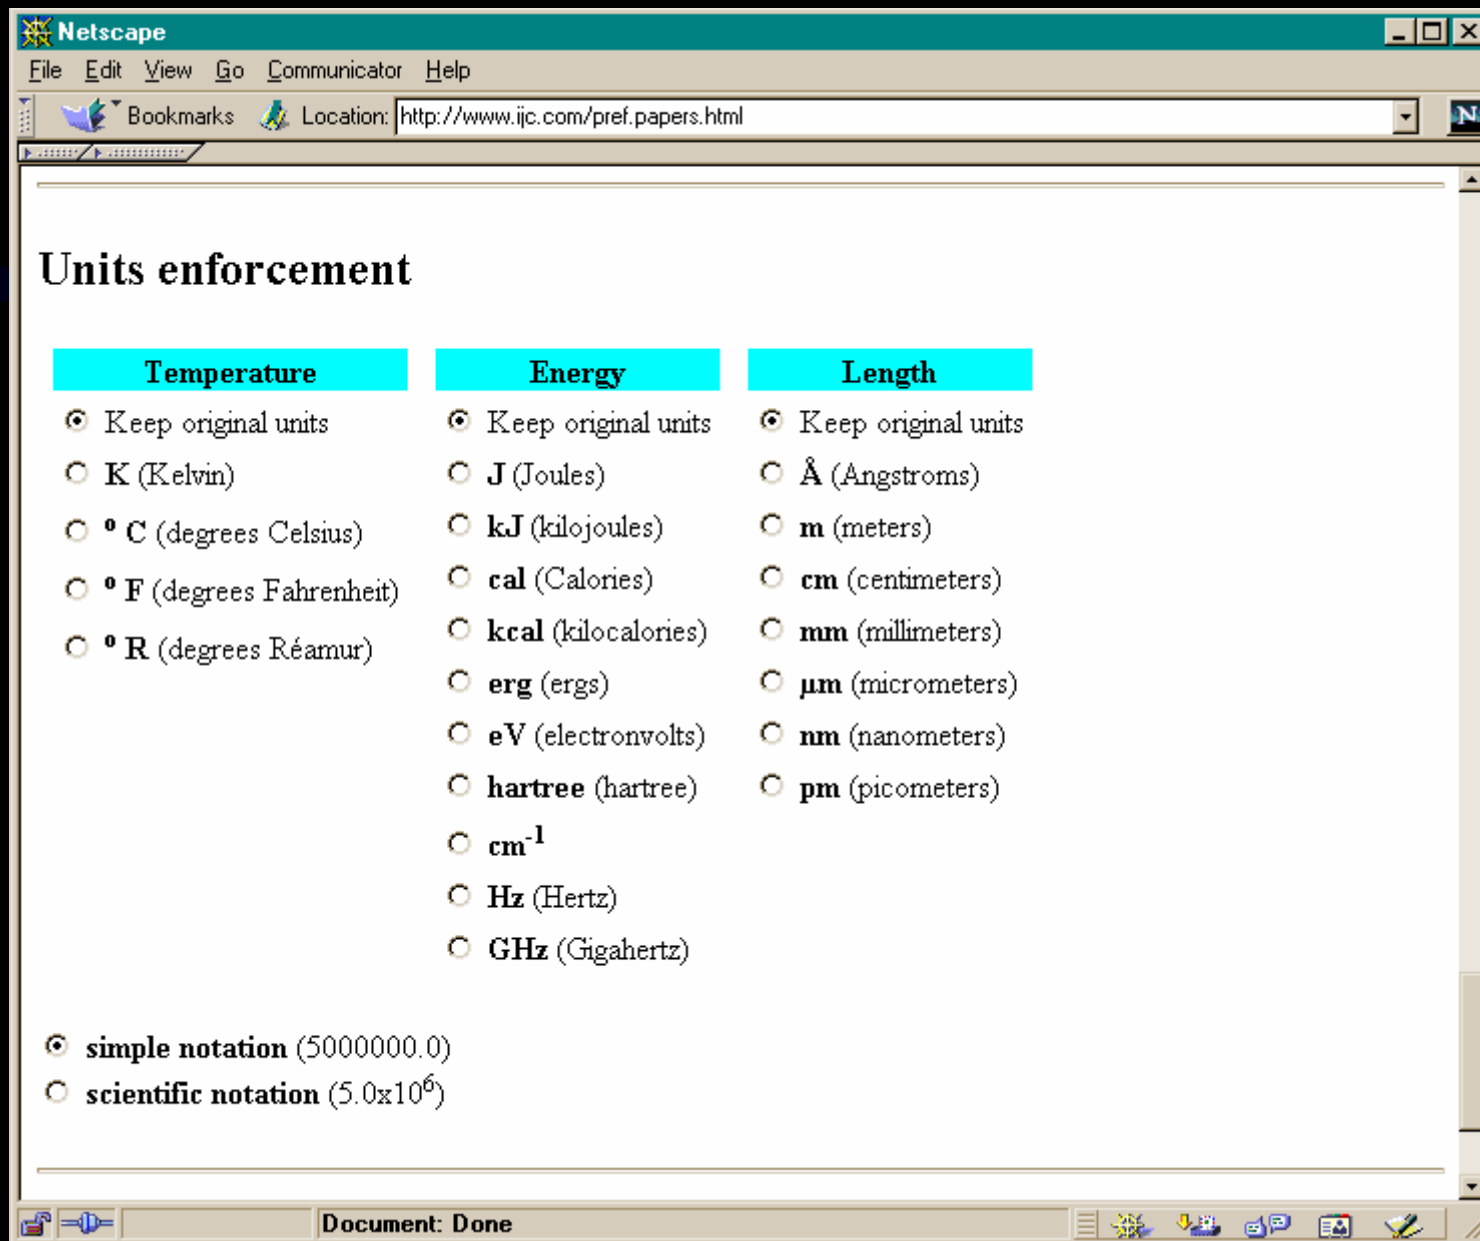 Netscape
File Edit View Go Communicator Help
Bookmarks Location: http://www.ijc.com/pref.papers.html N
Units enforcement
Temperature
Keep original units
K (Kelvin)
º C (degrees Celsius)
º F (degrees Fahrenheit)
º R (degrees Réamur)
Energy
Keep original units
J (Joules)
kJ (kilojoules)
cal (Calories)
kcal (kilocalories)
erg (ergs)
eV (electronvolts)
hartree (hartree)
cm⁻¹
Hz (Hertz)
GHz (Gigahertz)
Length
Keep original units
Å (Angstroms)
m (meters)
cm (centimeters)
mm (millimeters)
µm (micrometers)
nm (nanometers)
pm (picometers)
simple notation (5000000.0)
scientific notation (5.0x10⁶)
Document: Done